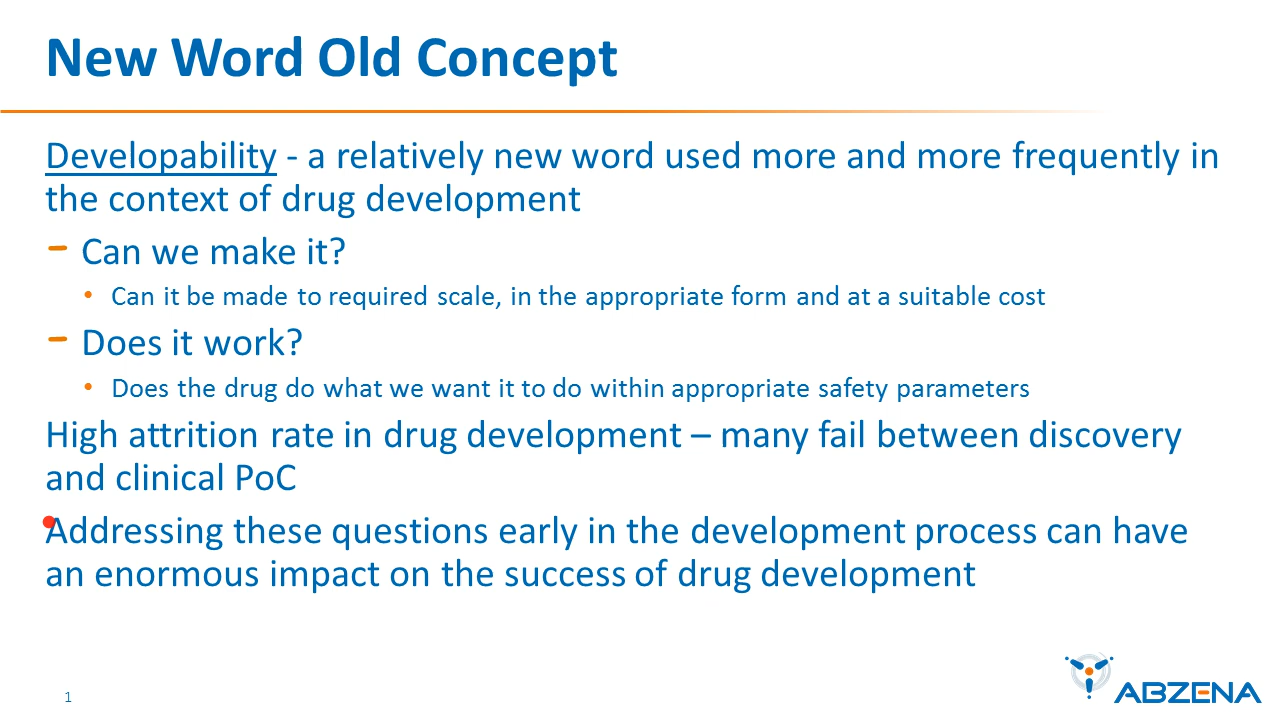 New Word Old Concept
Developability - a relatively new word used more and more frequently in
the context of drug development
– Can we make it?
• Can it be made to required scale, in the appropriate form and at a suitable cost
– Does it work?
• Does the drug do what we want it to do within appropriate safety parameters
High attrition rate in drug development – many fail between discovery
and clinical PoC
Addressing these questions early in the development process can have
an enormous impact on the success of drug development
1
ABZENA